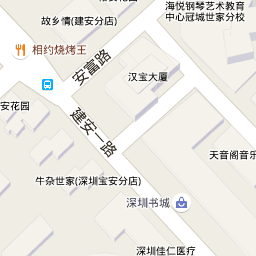 海悦钢琴艺术教育
中心冠城世家分校
故乡情(建安分店)
相约烧烤王
安富路
汉宝大厦
安花园
建安一路
天音阁音乐
牛杂世家(深圳宝安分店)
深圳书城
深圳佳仁医疗